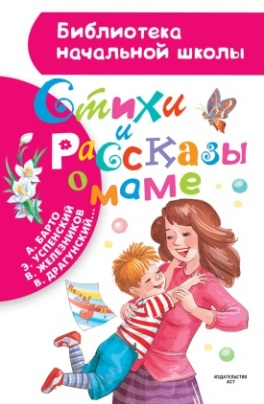 Библиотека
начальной школы
Стихи
и
Рассказы
о маме
А. БАРТО
Э. УСПЕНСКИЙ
В. ЖЕЛЕЗНИКОВ
В. ДРАГУНСКИЙ...
ИЗДАТЕЛЬСТВО
АСТ